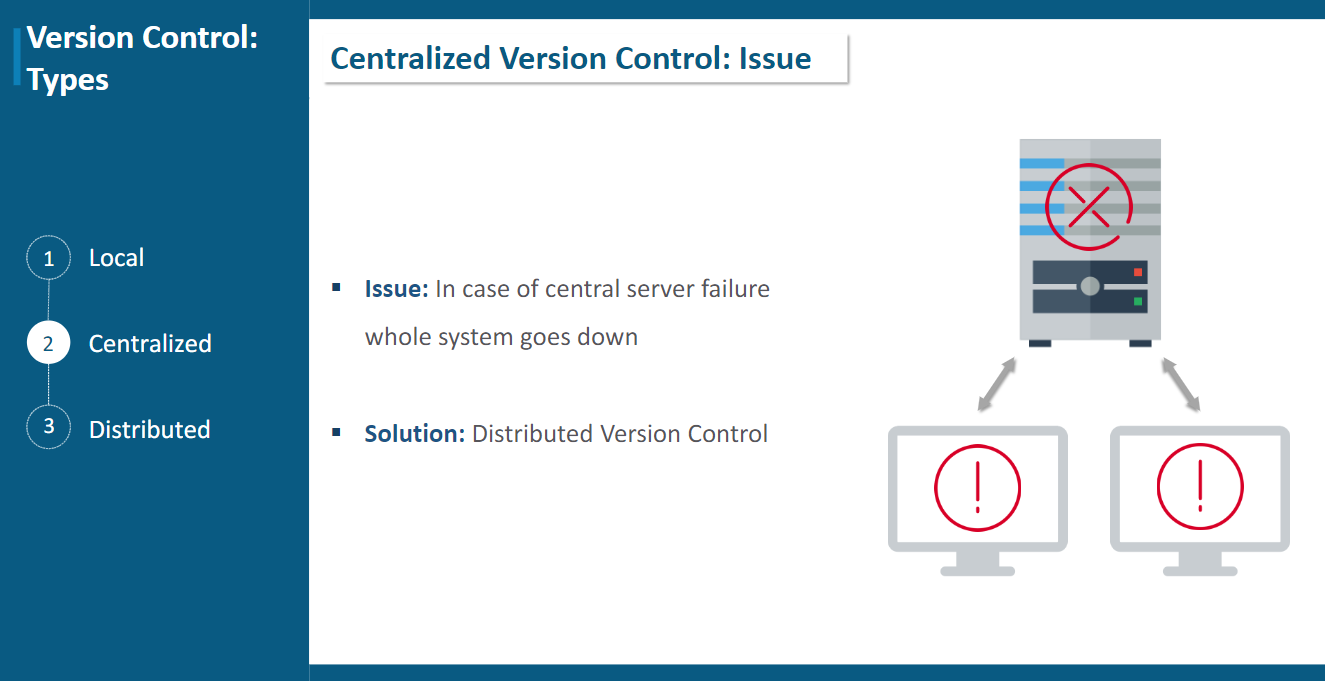 Version Control:
Types
1 Local
2 Centralized
3 Distributed
Centralized Version Control: Issue
▪ Issue: In case of central server failure
whole system goes down
▪ Solution: Distributed Version Control